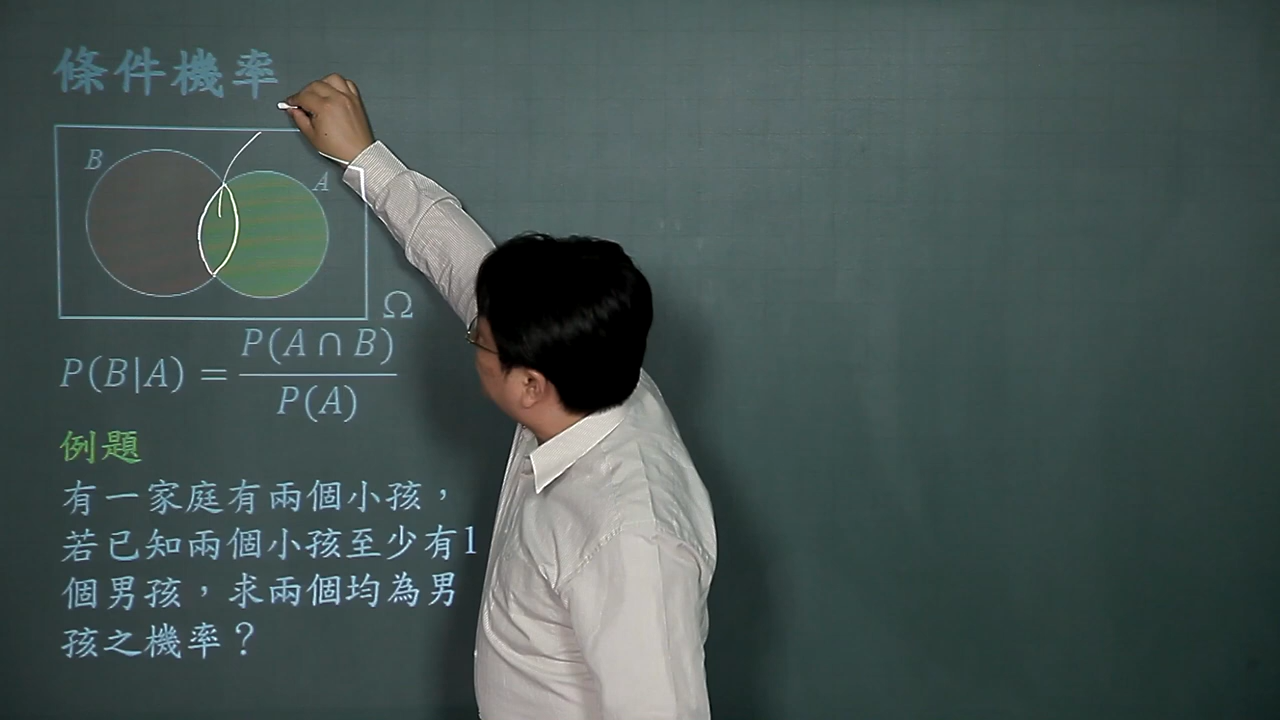 條件機率
B
A
Ω
P(B|A) = P(A ∩ B) / P(A)
例題
有一家庭有兩個小孩，
若已知兩個小孩至少有1
個男孩，求兩個均為男
孩之機率？